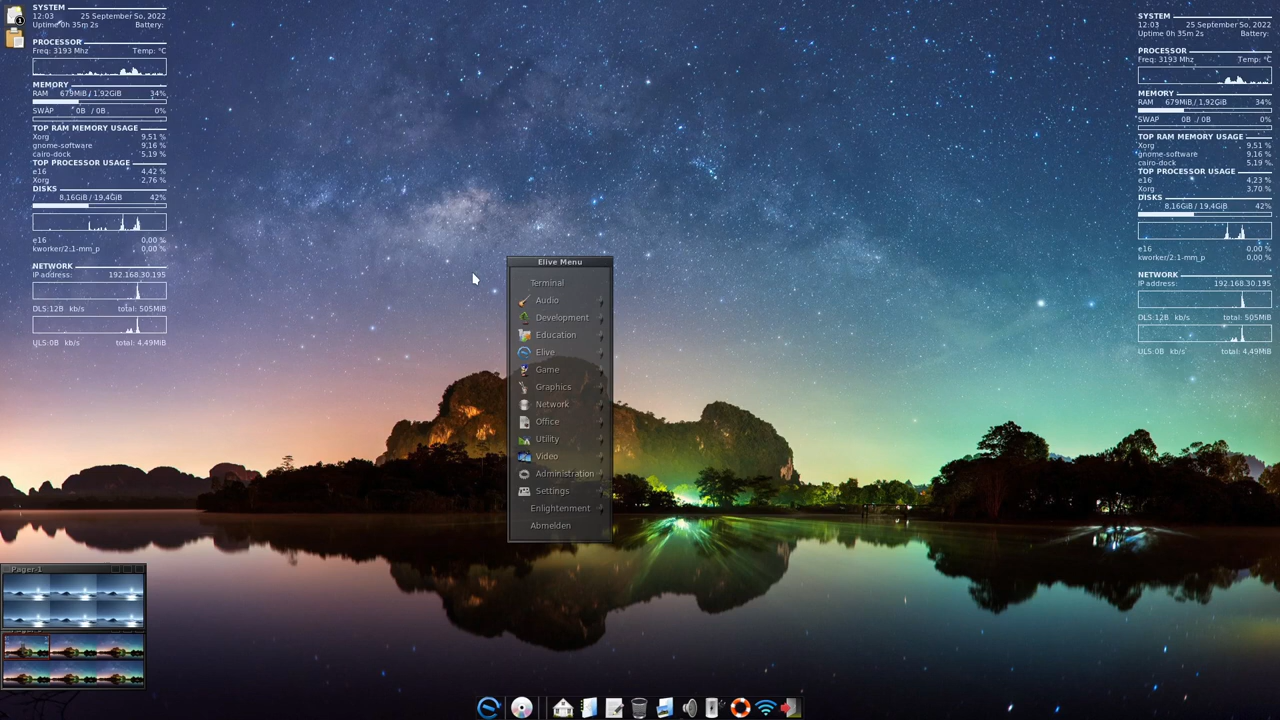 SYSTEM
12:03 25 September So, 2022
Uptime 0h 35m 2s Battery:
PROCESSOR
Freq: 3193 Mhz Temp: °C
MEMORY
RAM 679MiB / 1,92GiB 34%
SWAP 0B / 0B 0%
TOP RAM MEMORY USAGE
Xorg 9,51 %
gnome-software 9,16 %
cairo-dock 5,19 %
TOP PROCESSOR USAGE
e16 4,42 %
Xorg 2,76 %
DISKS
/ 8,16GiB / 19,4GiB 42%
e16 0,00 %
kworker/2:1-mm_p 0,00 %
NETWORK
IP address: 192.168.30.195
DLS:12B kb/s total: 505MiB
ULS:0B kb/s total: 4,49MiB
Elive Menu
Terminal
Audio
Development
Education
Elive
Game
Graphics
Network
Office
Utility
Video
Administration
Settings
Enlightenment
Abmelden
SYSTEM
12:03 25 September So, 2022
Uptime 0h 35m 2s Battery:
PROCESSOR
Freq: 3193 Mhz Temp: °C
MEMORY
RAM 679MiB / 1,92GiB 34%
SWAP 0B / 0B 0%
TOP RAM MEMORY USAGE
Xorg 9,51 %
gnome-software 9,16 %
cairo-dock 5,19 %
TOP PROCESSOR USAGE
e16 4,23 %
Xorg 3,70 %
DISKS
/ 8,16GiB / 19,4GiB 42%
e16 0,00 %
kworker/2:1-mm_p 0,00 %
NETWORK
IP address: 192.168.30.195
DLS:12B kb/s total: 505MiB
ULS:0B kb/s total: 4,49MiB
Pager-1